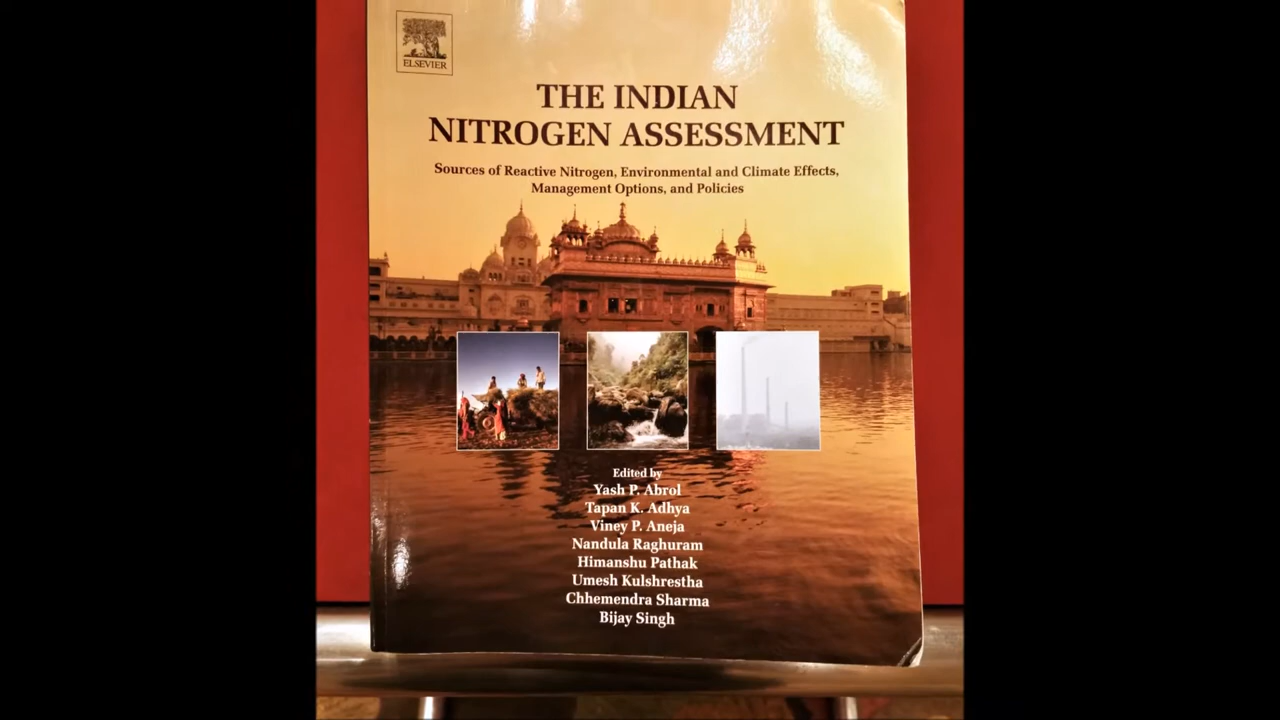 ELSEVIER
THE INDIAN
NITROGEN ASSESSMENT
Sources of Reactive Nitrogen, Environmental and Climate Effects,
Management Options, and Policies
Edited by
Yash P. Abrol
Tapan K. Adhya
Viney P. Aneja
Nandula Raghuram
Himanshu Pathak
Umesh Kulshrestha
Chhemendra Sharma
Bijay Singh